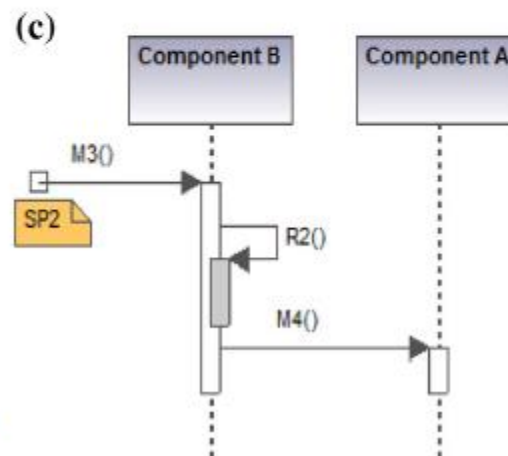 (c)
Component B
Component A
M3()
SP2
R2()
M4()